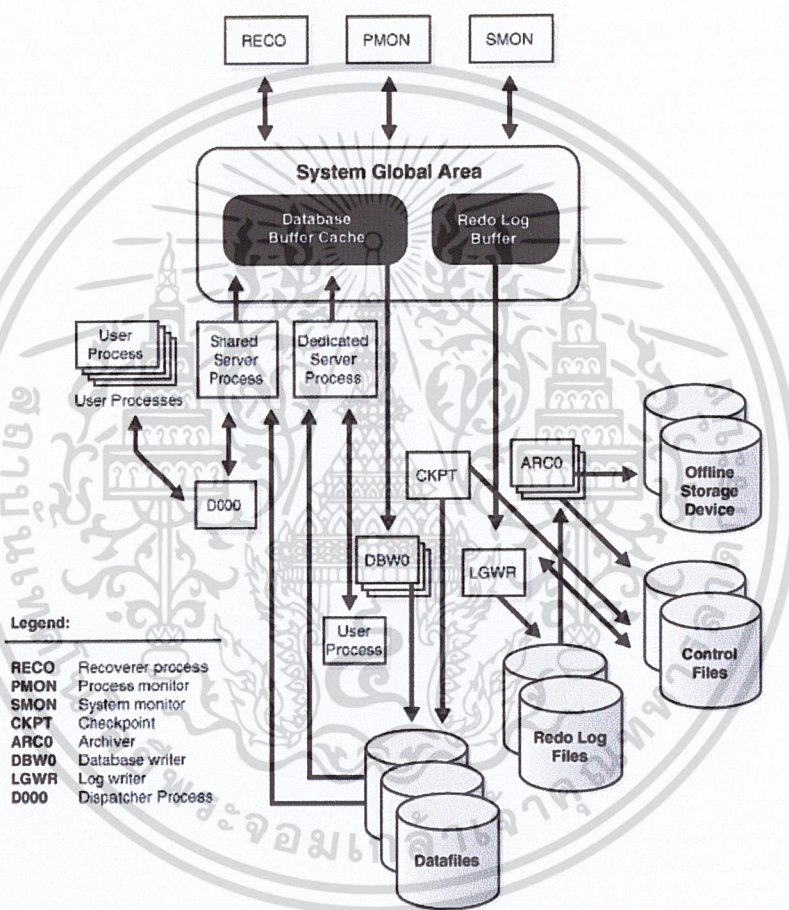 RECO
PMON
SMON
System Global Area
Database
Buffer Cache
Redo Log
Buffer
User
Process
User Processes
Shared
Server
Process
Dedicated
Server
Process
D000
CKPT
ARC0
Offline
Storage
Device
DBW0
LGWR
User
Process
Control
Files
Redo Log
Files
Datafiles
Legend:
RECO Recoverer process
PMON Process monitor
SMON System monitor
CKPT Checkpoint
ARC0 Archiver
DBW0 Database writer
LGWR Log writer
D000 Dispatcher Process